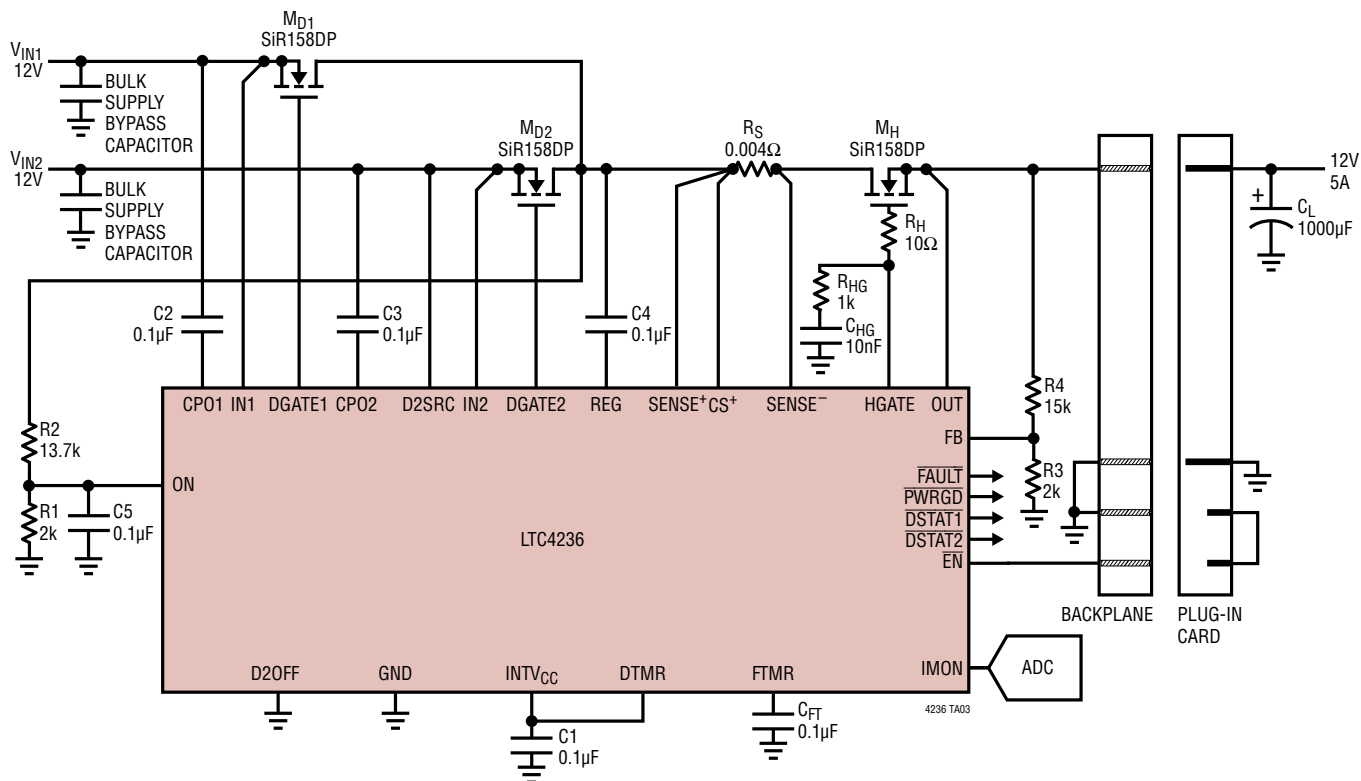 MD1
SiR158DP
VIN1
12V
BULK
SUPPLY
BYPASS
CAPACITOR
MD2
SiR158DP
RS
0.004Ω
MH
SiR158DP
VIN2
12V
BULK
SUPPLY
BYPASS
CAPACITOR
12V
5A
+
CL
1000µF
RH
10Ω
RHG
1k
CHG
10nF
C2
0.1µF
C3
0.1µF
C4
0.1µF
CPO1 IN1 DGATE1 CPO2 D2SRC IN2 DGATE2 REG SENSE+ CS+ SENSE− HGATE OUT
R4
15k
R2
13.7k
FB
R3
2k
ON
FAULT
PWRGD
DSTAT1
DSTAT2
EN
R1
2k
C5
0.1µF
LTC4236
BACKPLANE
PLUG-IN
CARD
D2OFF GND INTVCC DTMR FTMR IMON
ADC
4236 TA03
C1
0.1µF
CFT
0.1µF